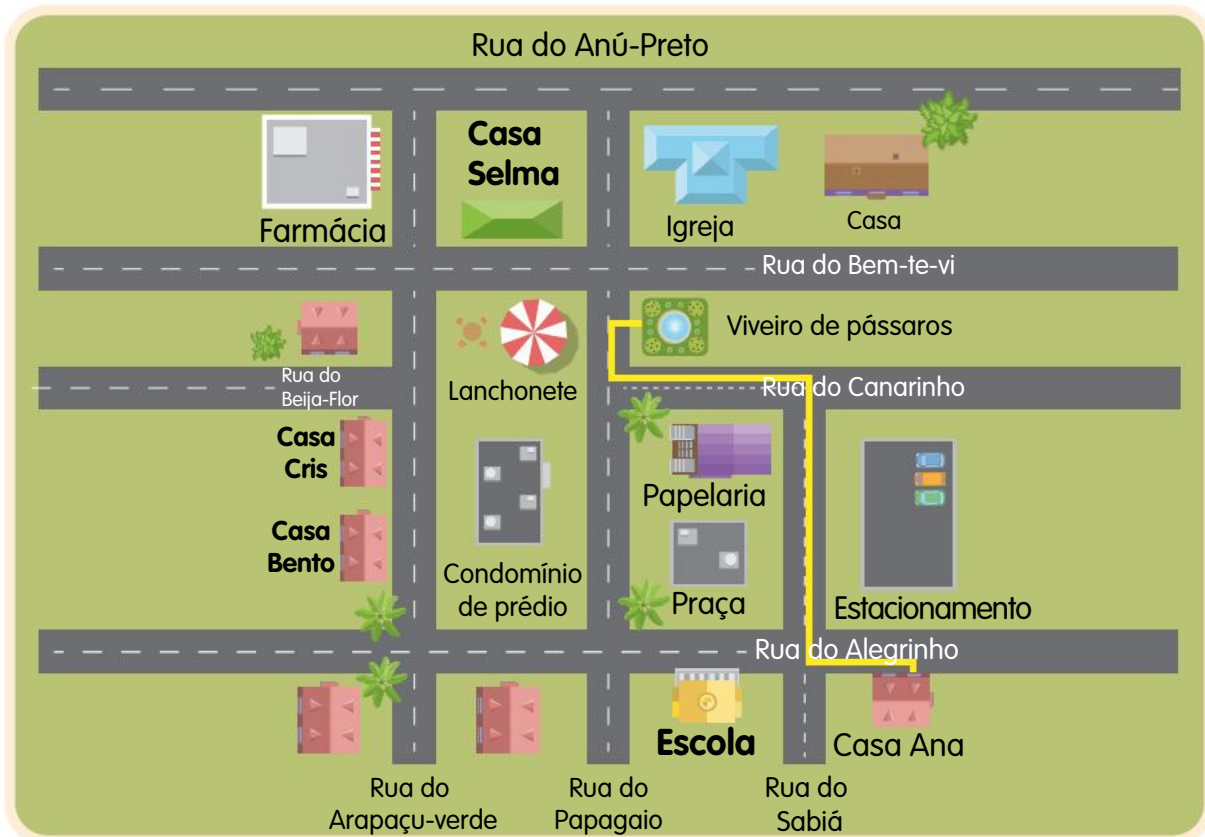 Rua do Anú-Preto
Casa
Selma
Farmácia
Igreja
Casa
Rua do Bem-te-vi
Viveiro de pássaros
Rua do
Beija-Flor
Lanchonete
Rua do Canarinho
Casa
Cris
Papelaria
Casa
Bento
Condomínio
de prédio
Praça
Estacionamento
Rua do Alegrinho
Escola
Casa Ana
Rua do
Arapaçu-verde
Rua do
Papagaio
Rua do
Sabiá